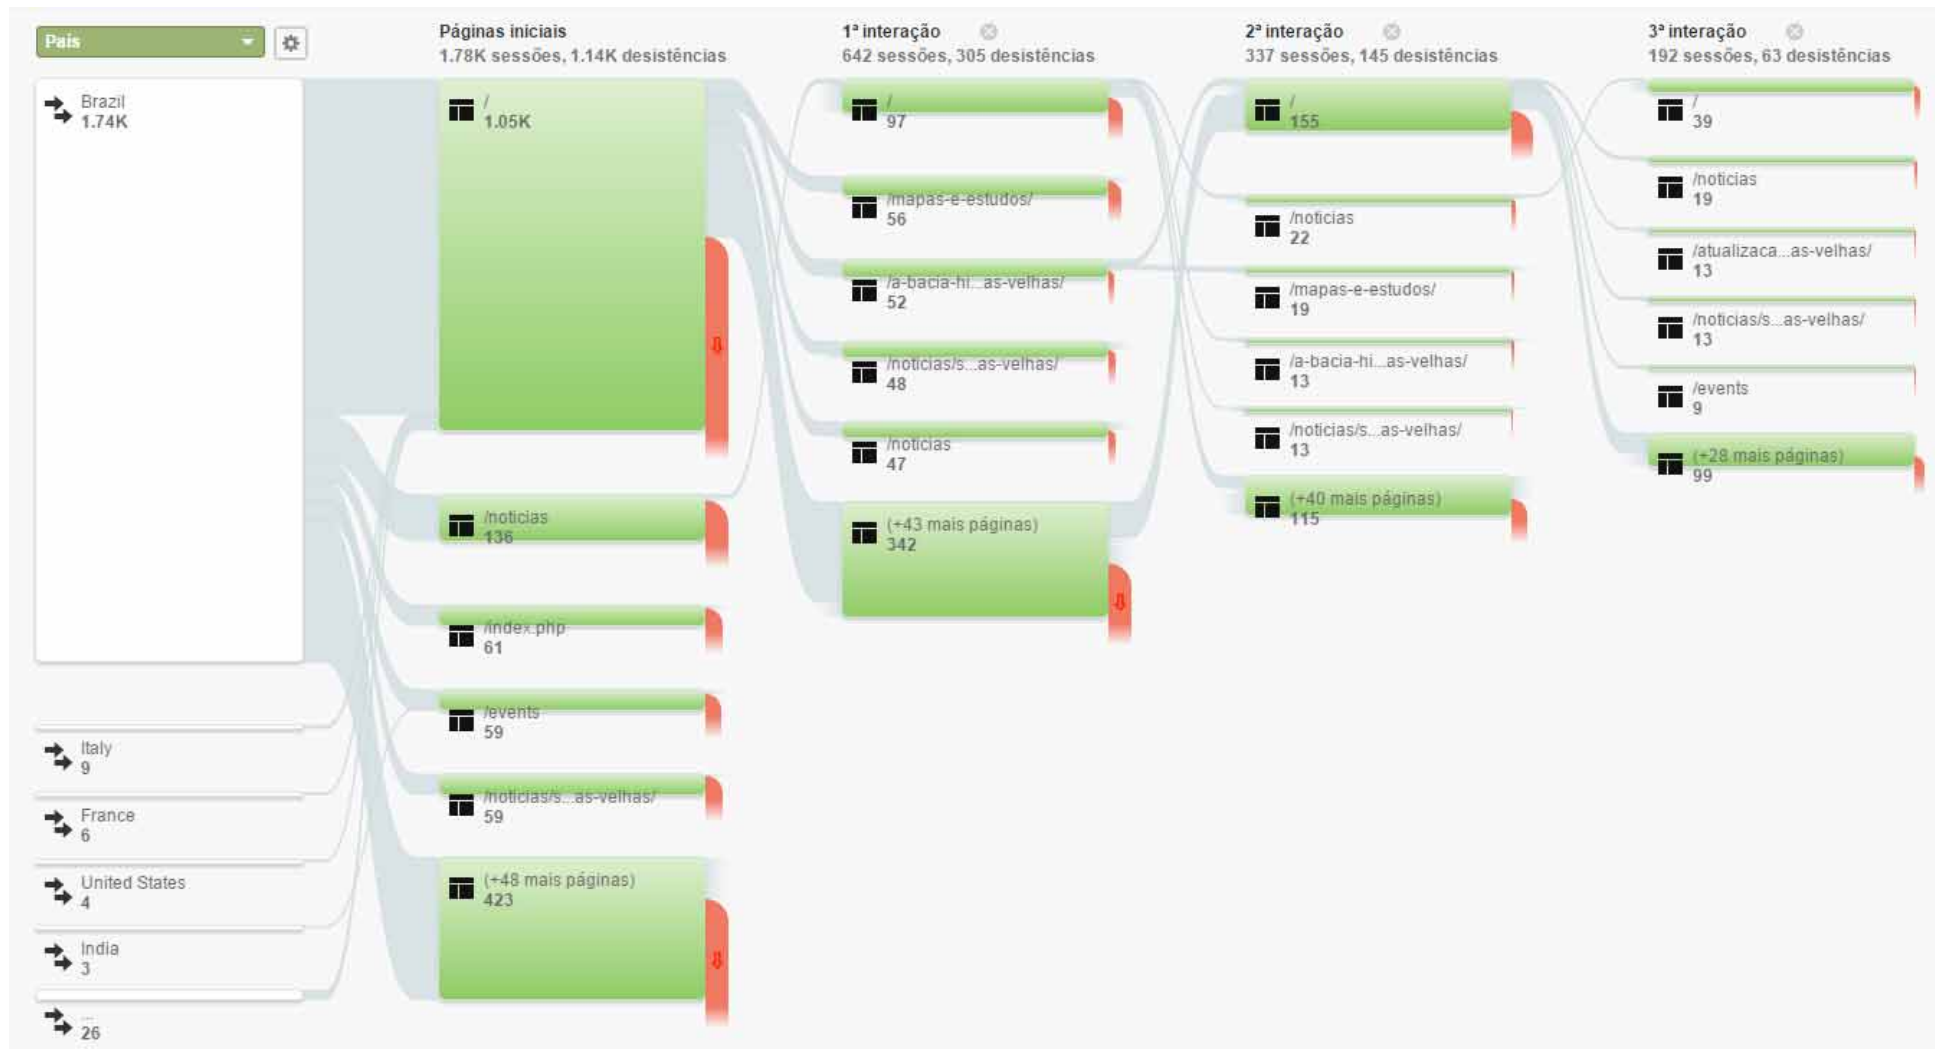 País
Brazil
1.74K
Italy
9
France
6
United States
4
India
3
...
26
Páginas iniciais
1.78K sessões, 1.14K desistências
/
1.05K
/noticias
136
/index.php
61
/events
59
/noticias/s...as-velhas/
59
(+48 mais páginas)
423
1ª interação
642 sessões, 305 desistências
/
97
/mapas-e-estudos/
56
/a-bacia-hi...as-velhas/
52
/noticias/s...as-velhas/
48
/noticias
47
(+43 mais páginas)
342
2ª interação
337 sessões, 145 desistências
/
155
/noticias
22
/mapas-e-estudos/
19
/a-bacia-hi...as-velhas/
13
/noticias/s...as-velhas/
13
(+40 mais páginas)
115
3ª interação
192 sessões, 63 desistências
/
39
/noticias
19
/atualizaca...as-velhas/
13
/noticias/s...as-velhas/
13
/events
9
(+28 mais páginas)
99